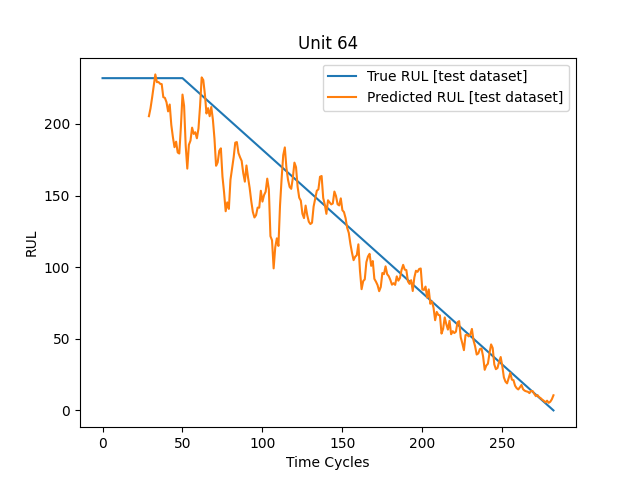 Unit 64
True RUL [test dataset]
Predicted RUL [test dataset]
200
150
100
50
0
RUL
0 50 100 150 200 250
Time Cycles